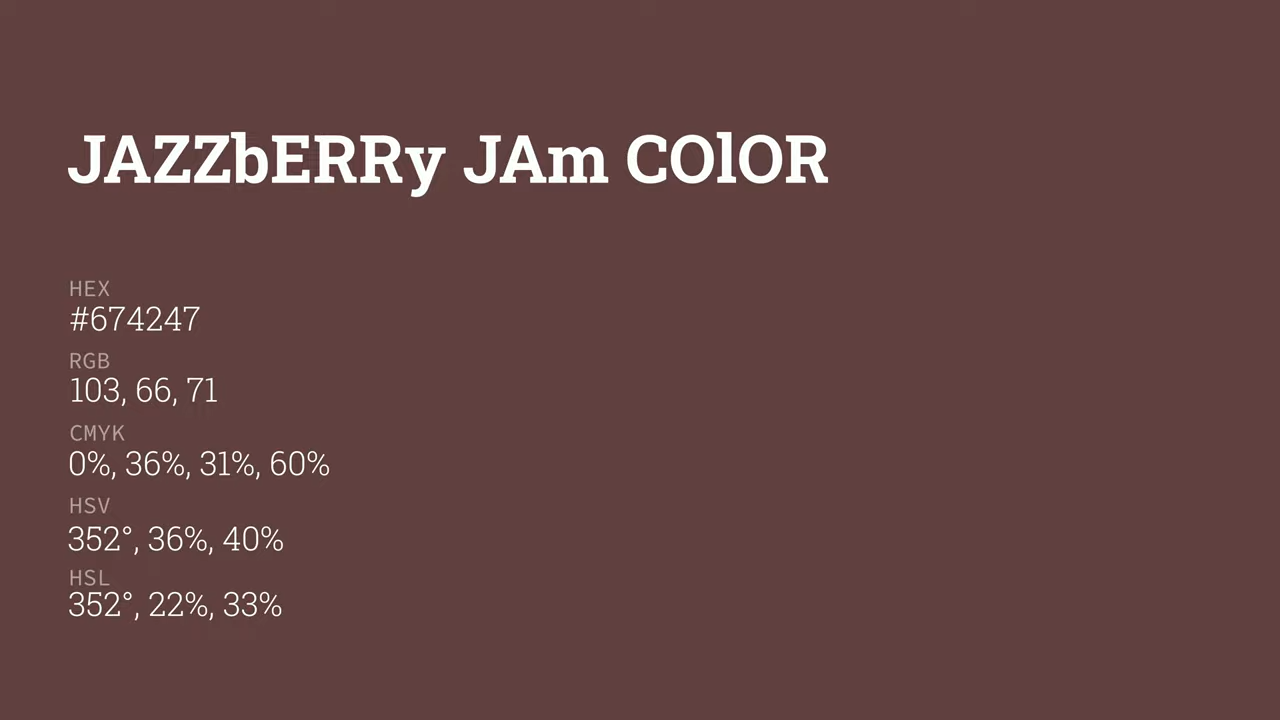 JAZZbERRy JAm COlOR
HEX
#674247
RGB
103, 66, 71
CMYK
0%, 36%, 31%, 60%
HSV
352°, 36%, 40%
HSL
352°, 22%, 33%